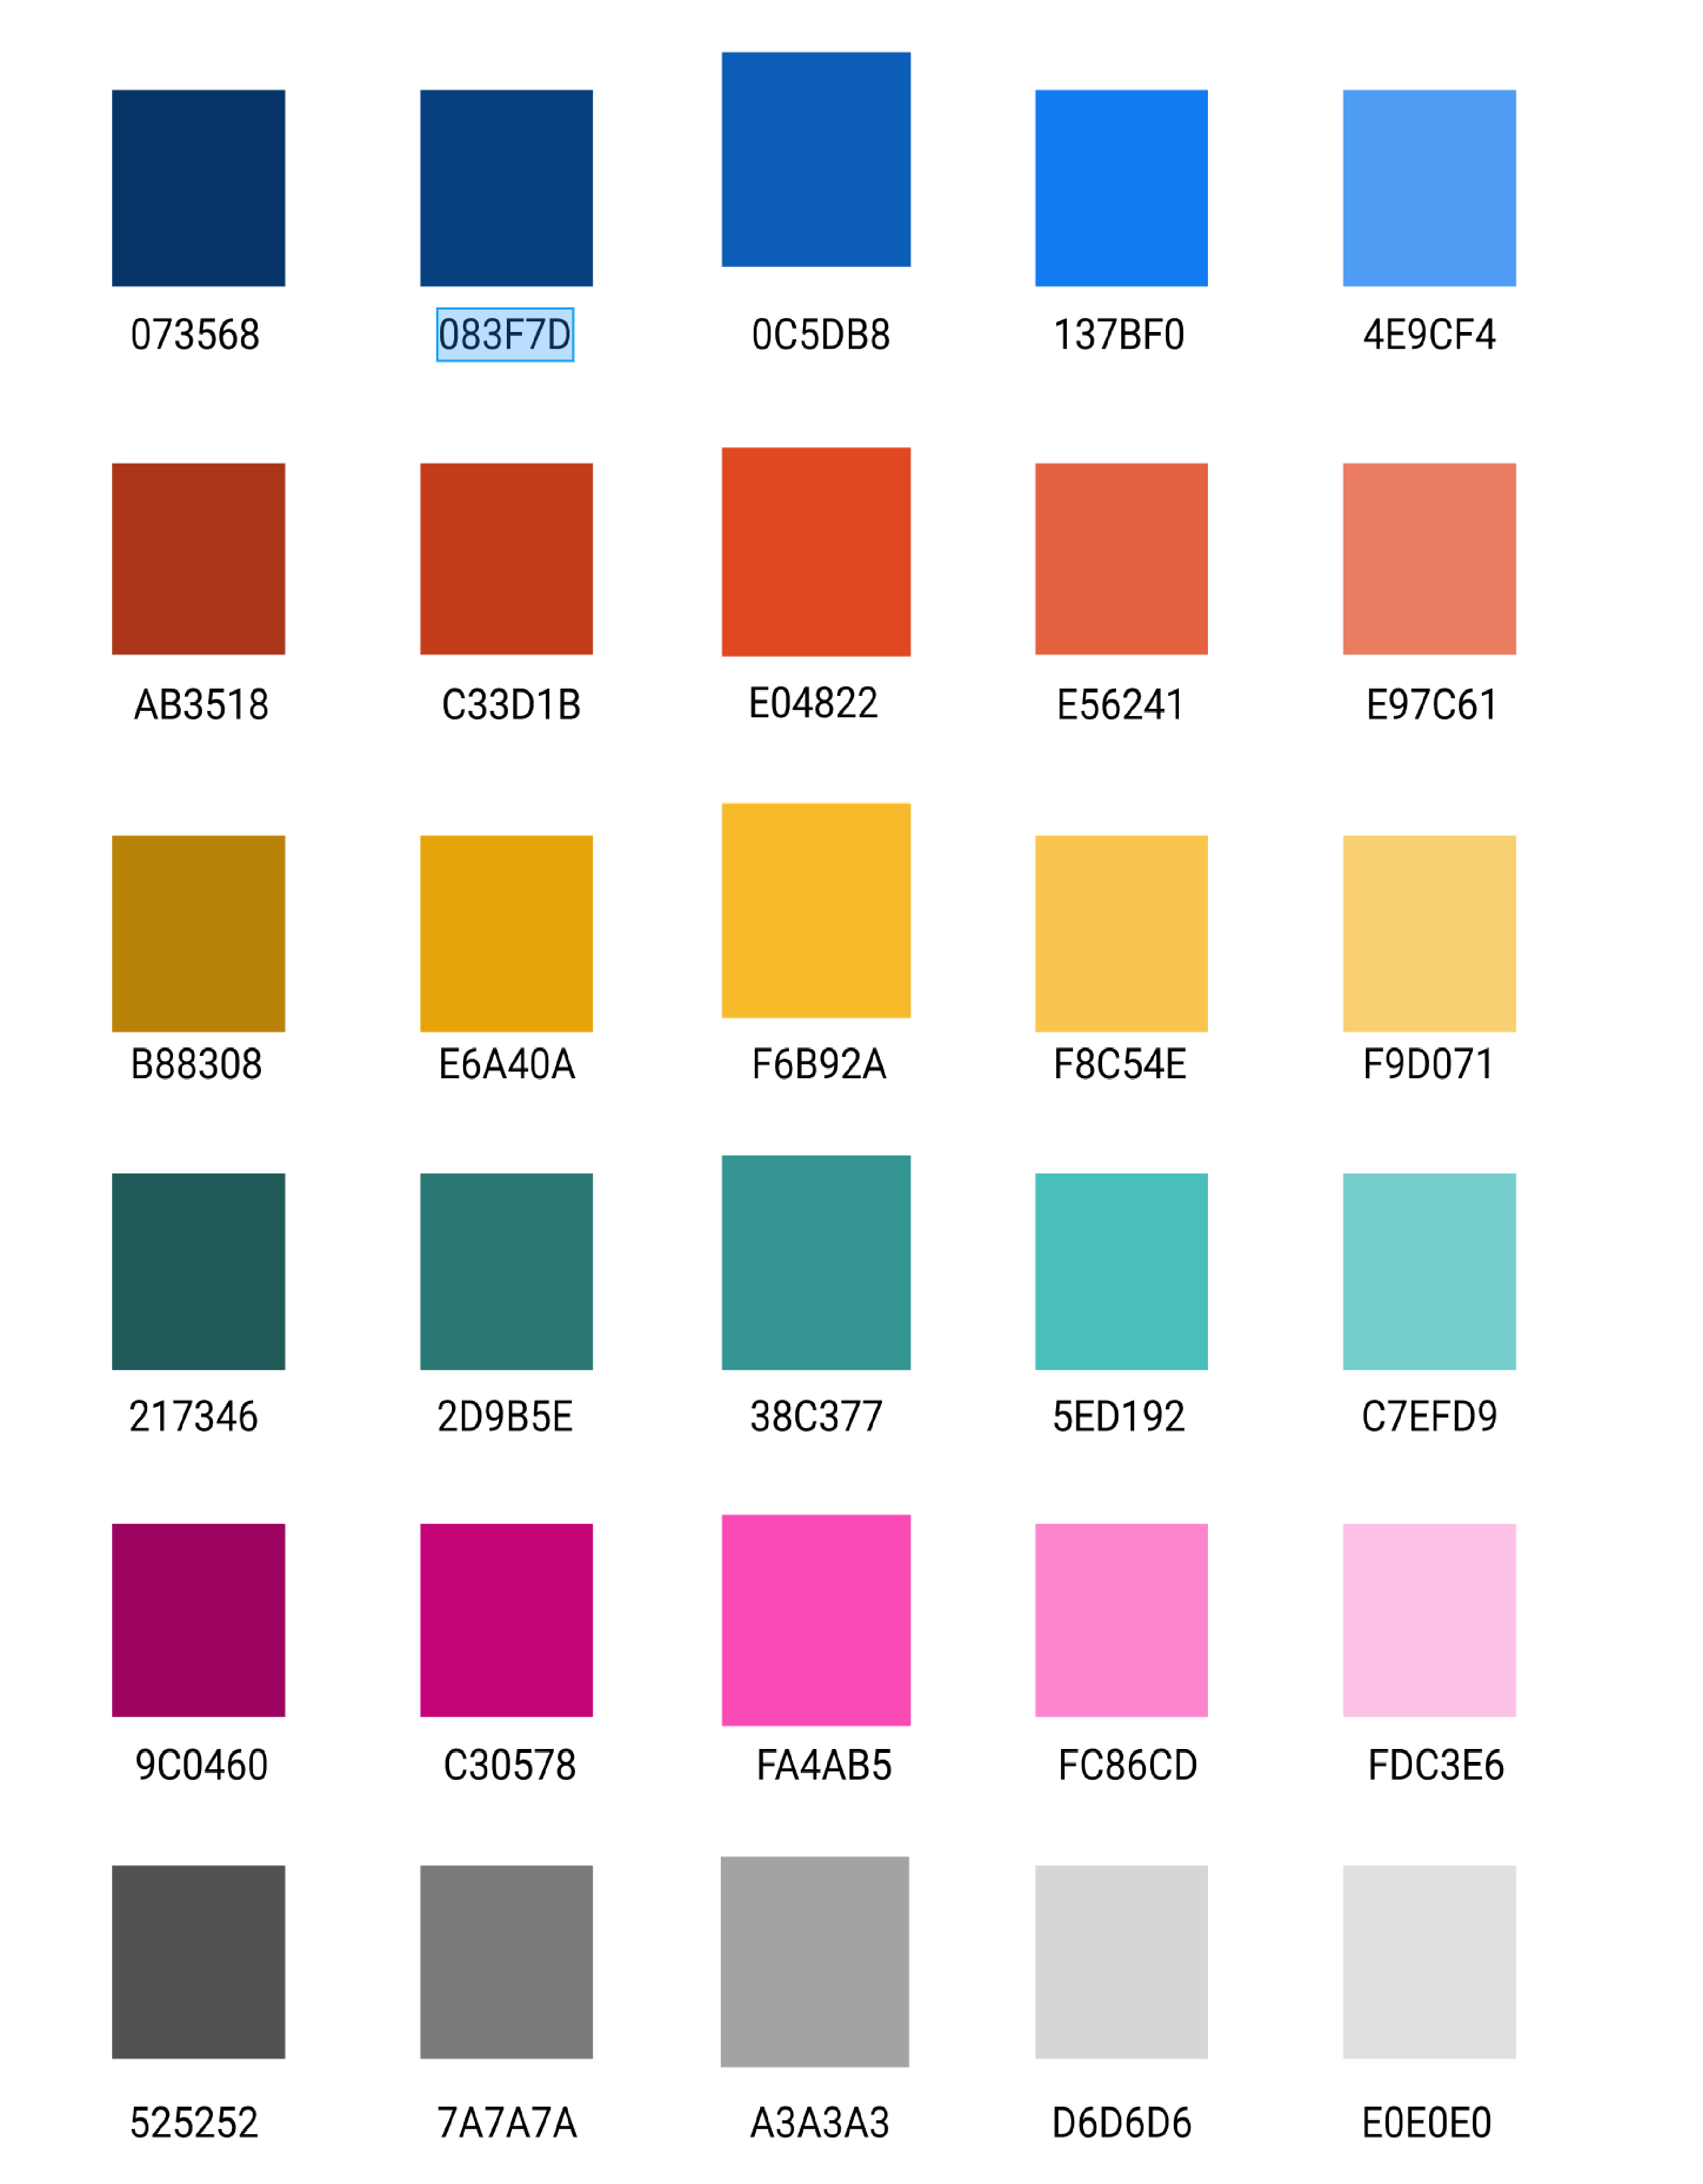 073568 083F7D 0C5DB8 137BF0 4E9CF4
AB3518 C33D1B E04822 E56241 E97C61
B88308 E6A40A F6B92A F8C54E F9D071
217346 2D9B5E 38C377 5ED192 C7EFD9
9C0460 C30578 FA4AB5 FC86CD FDC3E6
525252 7A7A7A A3A3A3 D6D6D6 E0E0E0